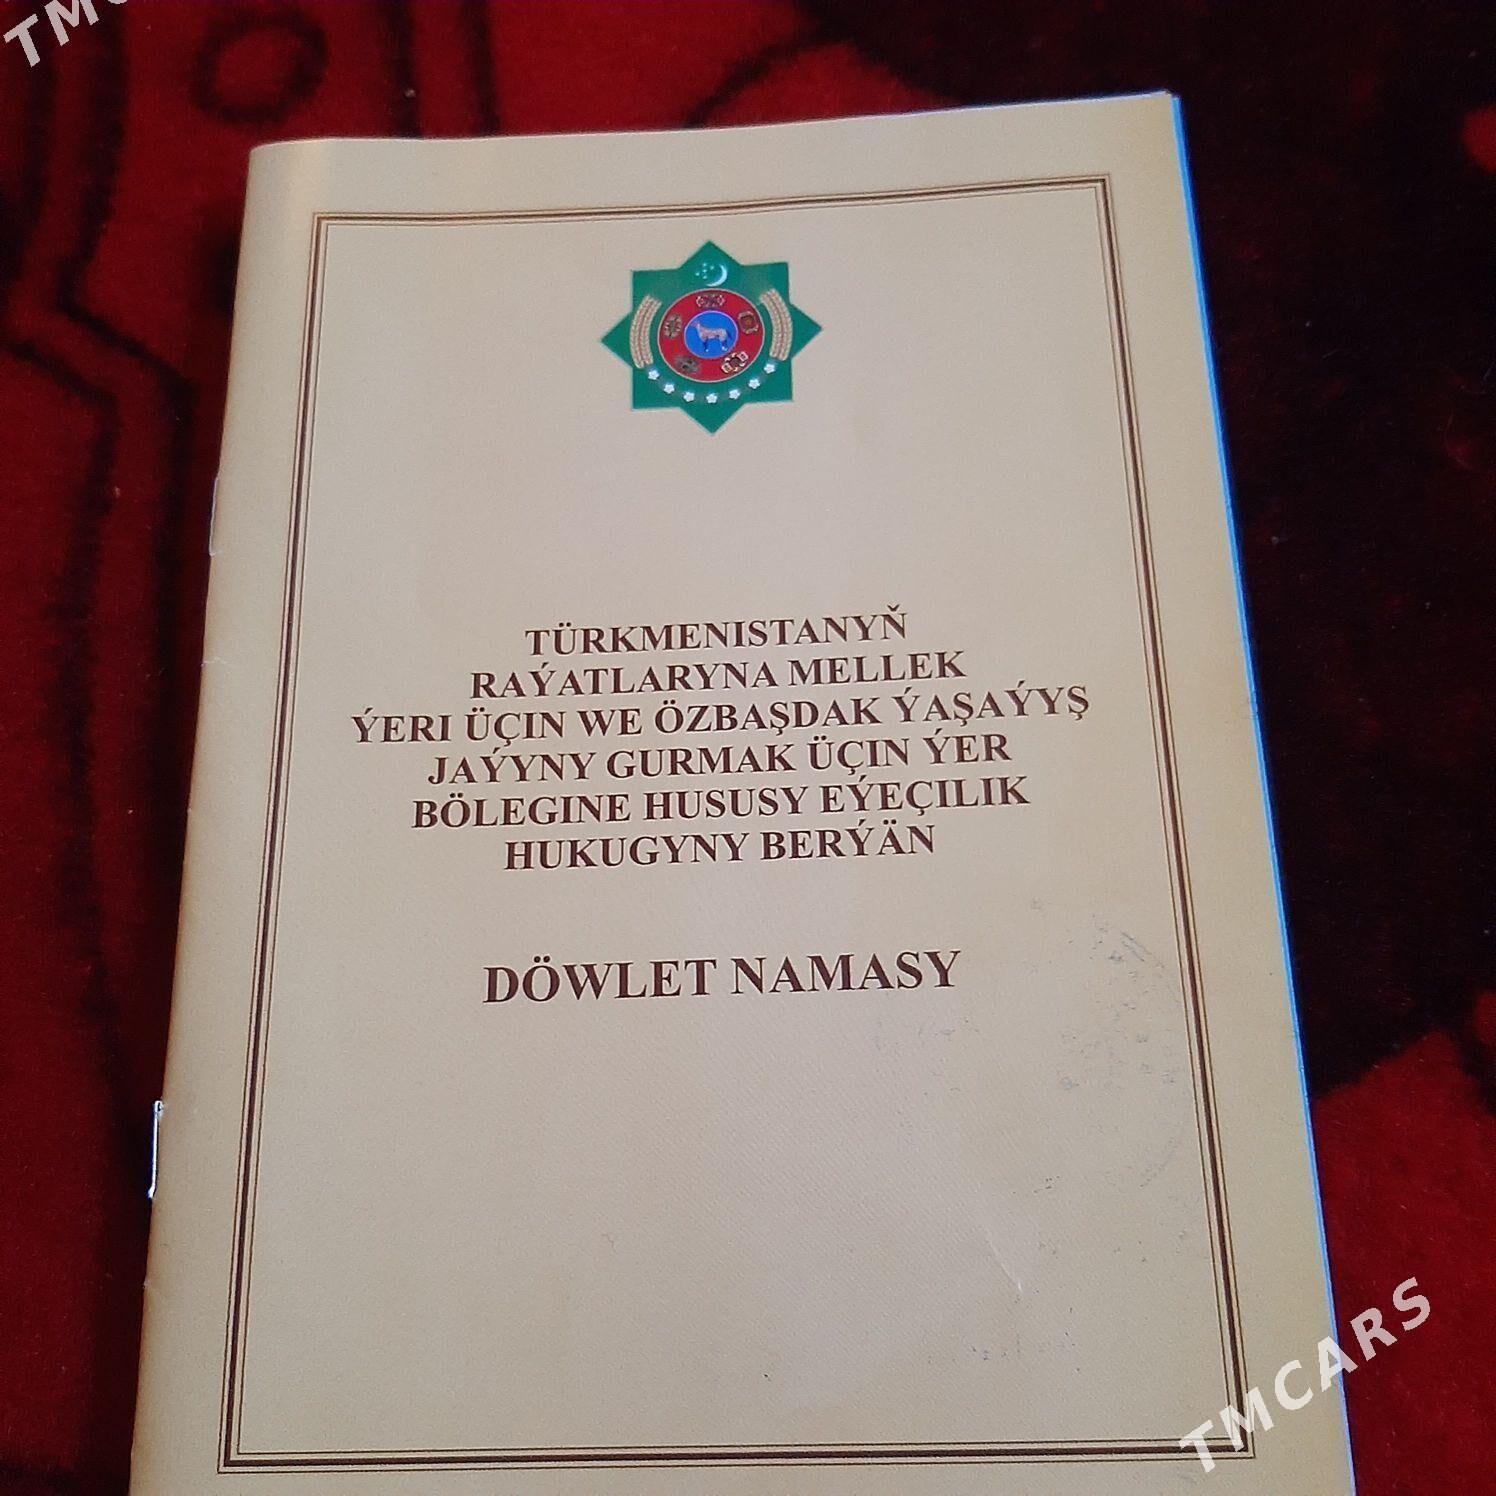 TMC
TÜRKMENISTANYŇ
RAÝATLARYNA MELLEK
ÝERI ÜÇIN WE ÖZBAŞDAK ÝAŞAÝYŞ
JAÝYNY GURMAK ÜÇIN ÝER
BÖLEGINE HUSUSY EÝEÇILIK
HUKUGYNY BERÝÄN
DÖWLET NAMASY
TMCARS